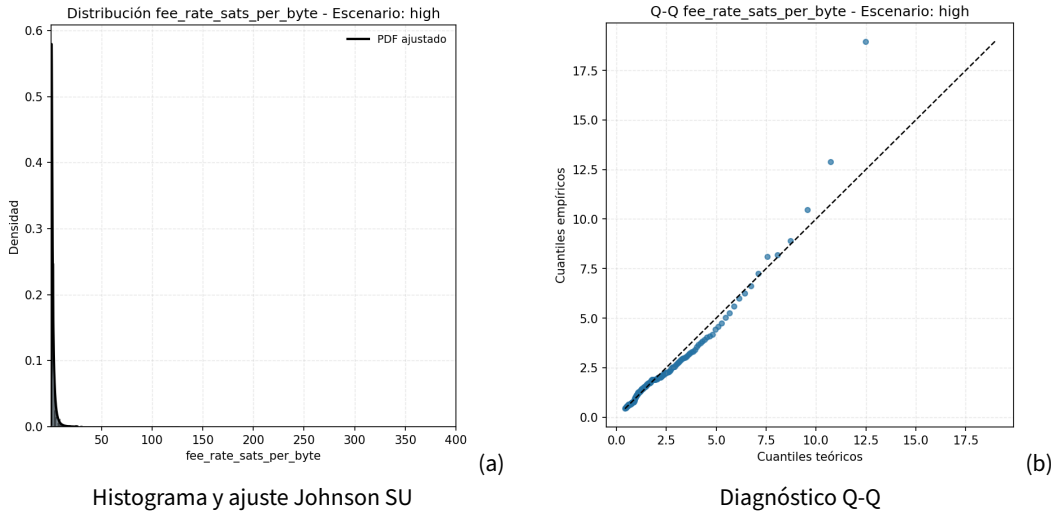 Distribución fee_rate_sats_per_byte - Escenario: high
PDF ajustado
Densidad
0.6
0.5
0.4
0.3
0.2
0.1
0.0
50
100
150
200
250
300
350
400
fee_rate_sats_per_byte
(a)
Histograma y ajuste Johnson SU
Q-Q fee_rate_sats_per_byte - Escenario: high
Cuantiles empíricos
17.5
15.0
12.5
10.0
7.5
5.0
2.5
0.0
0.0
2.5
5.0
7.5
10.0
12.5
15.0
17.5
Cuantiles teóricos
(b)
Diagnóstico Q-Q